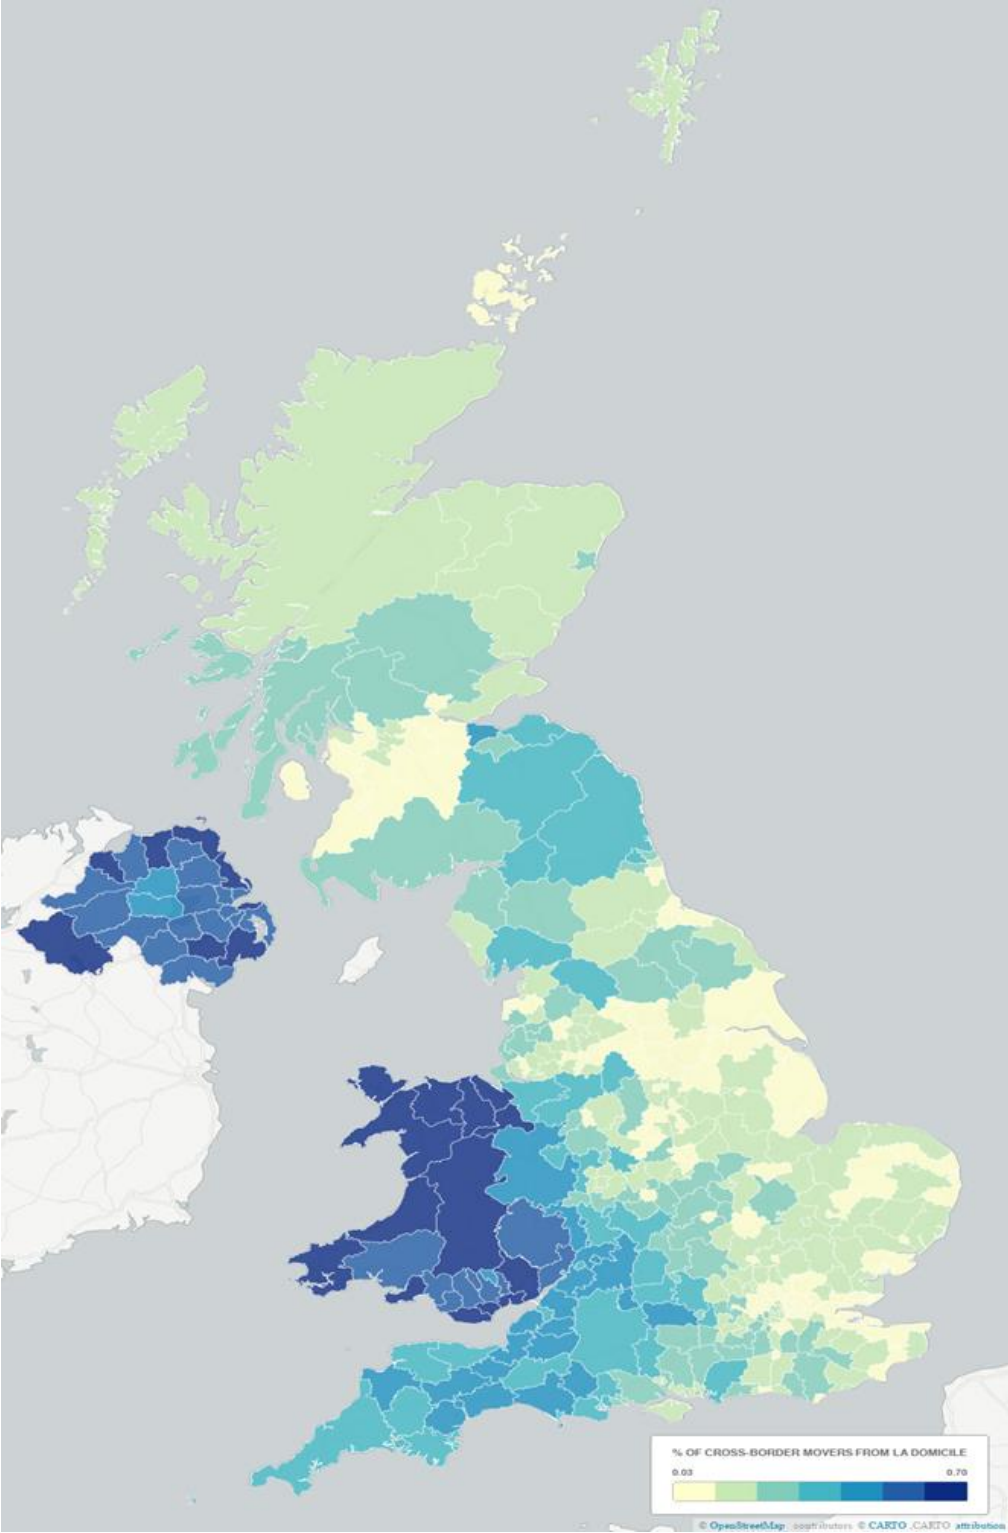 % OF CROSS-BORDER MOVERS FROM LA DOMICILE
0.03 0.70
© OpenStreetMap contributors © CARTO ,CARTO attribution